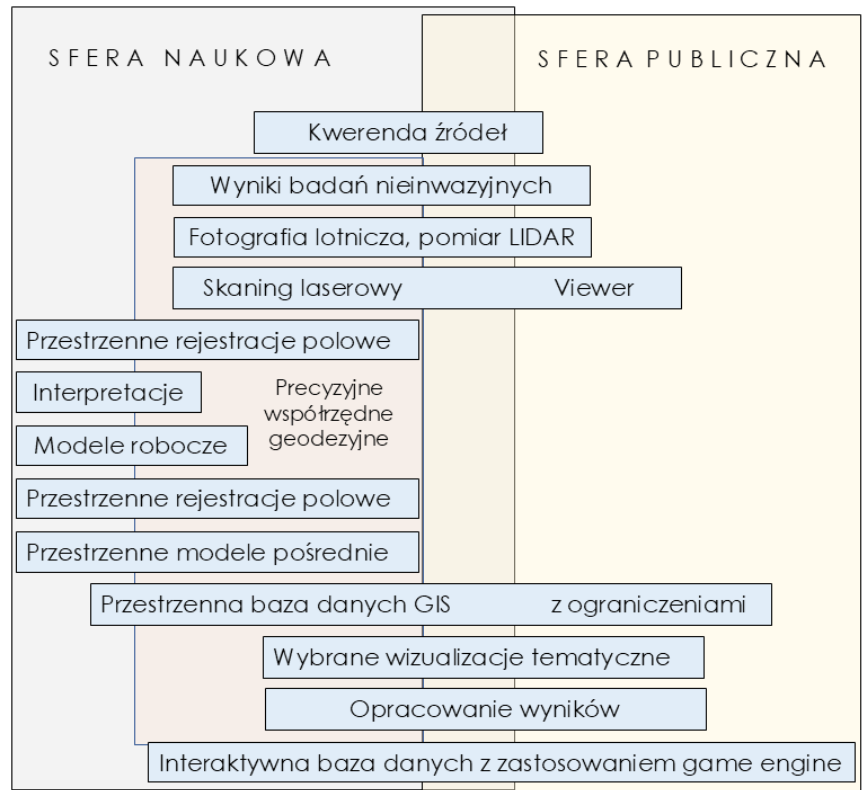 SFERA NAUKOWA
SFERA PUBLICZNA
Kwerenda źródeł
Wyniki badań nieinwazyjnych
Fotografia lotnicza, pomiar LIDAR
Skaning laserowy Viewer
Przestrzenne rejestracje polowe
Interpretacje
Precyzyjne
współrzędne
geodezyjne
Modele robocze
Przestrzenne rejestracje polowe
Przestrzenne modele pośrednie
Przestrzenna baza danych GIS z ograniczeniami
Wybrane wizualizacje tematyczne
Opracowanie wyników
Interaktywna baza danych z zastosowaniem game engine